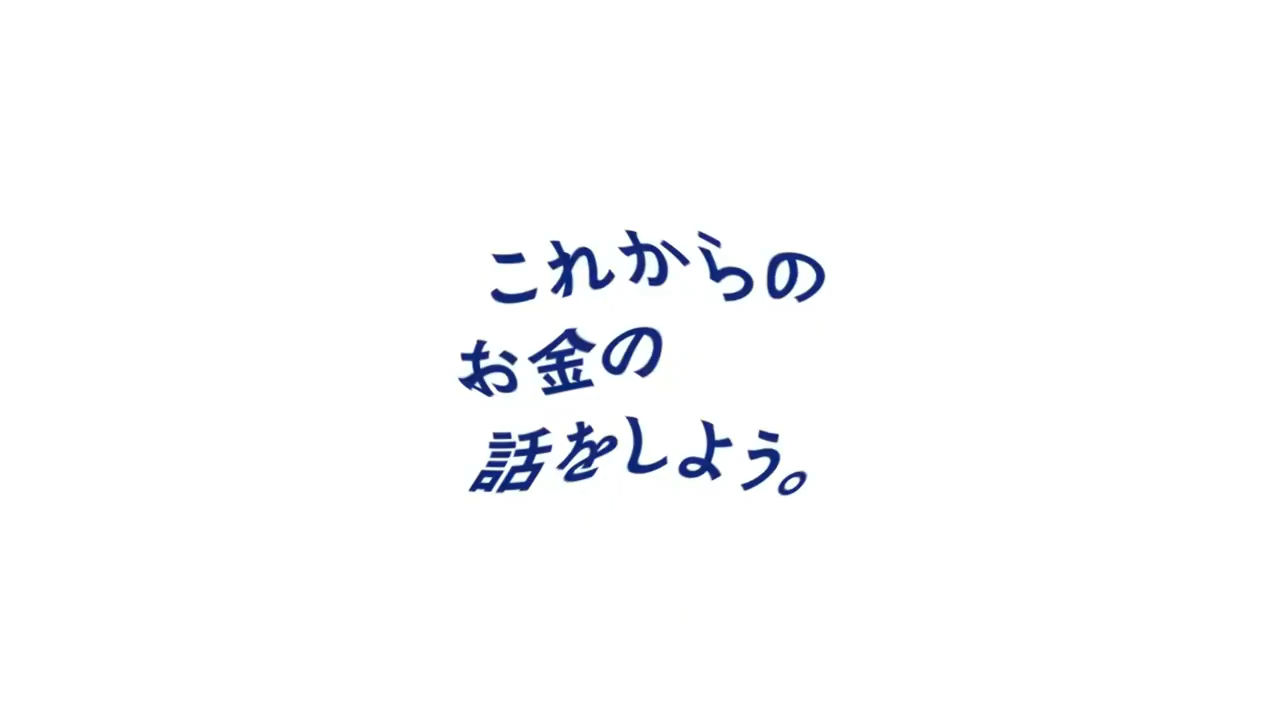 これからの
お金の
話をしよう。